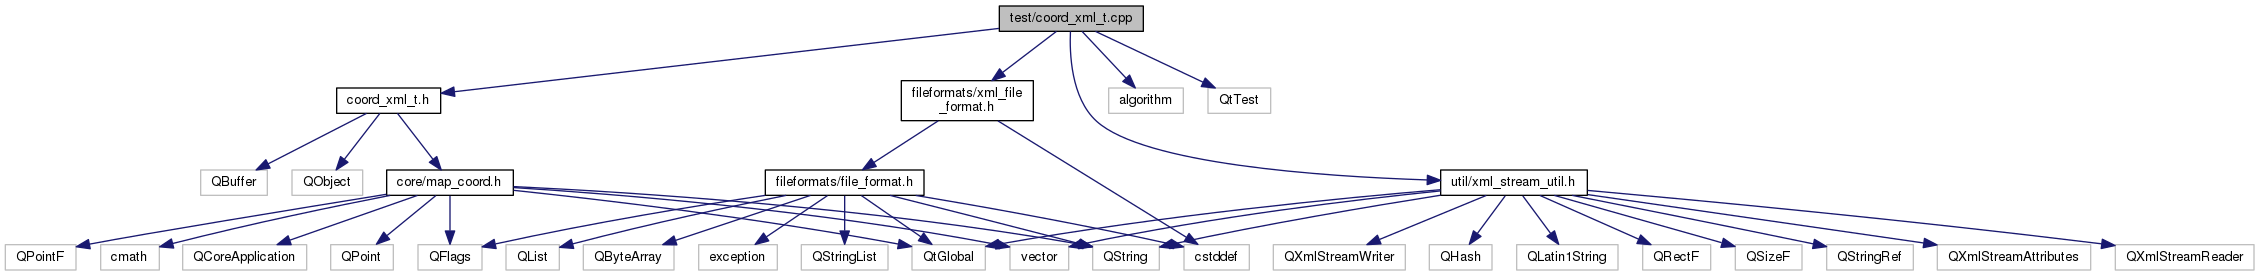 test/coord_xml_t.cpp
coord_xml_t.h
fileformats/xml_file
_format.h
algorithm
QtTest
QBuffer
QObject
core/map_coord.h
fileformats/file_format.h
util/xml_stream_util.h
QPointF
cmath
QCoreApplication
QPoint
QFlags
QList
QByteArray
exception
QStringList
QtGlobal
vector
QString
cstddef
QXmlStreamWriter
QHash
QLatin1String
QRectF
QSizeF
QStringRef
QXmlStreamAttributes
QXmlStreamReader